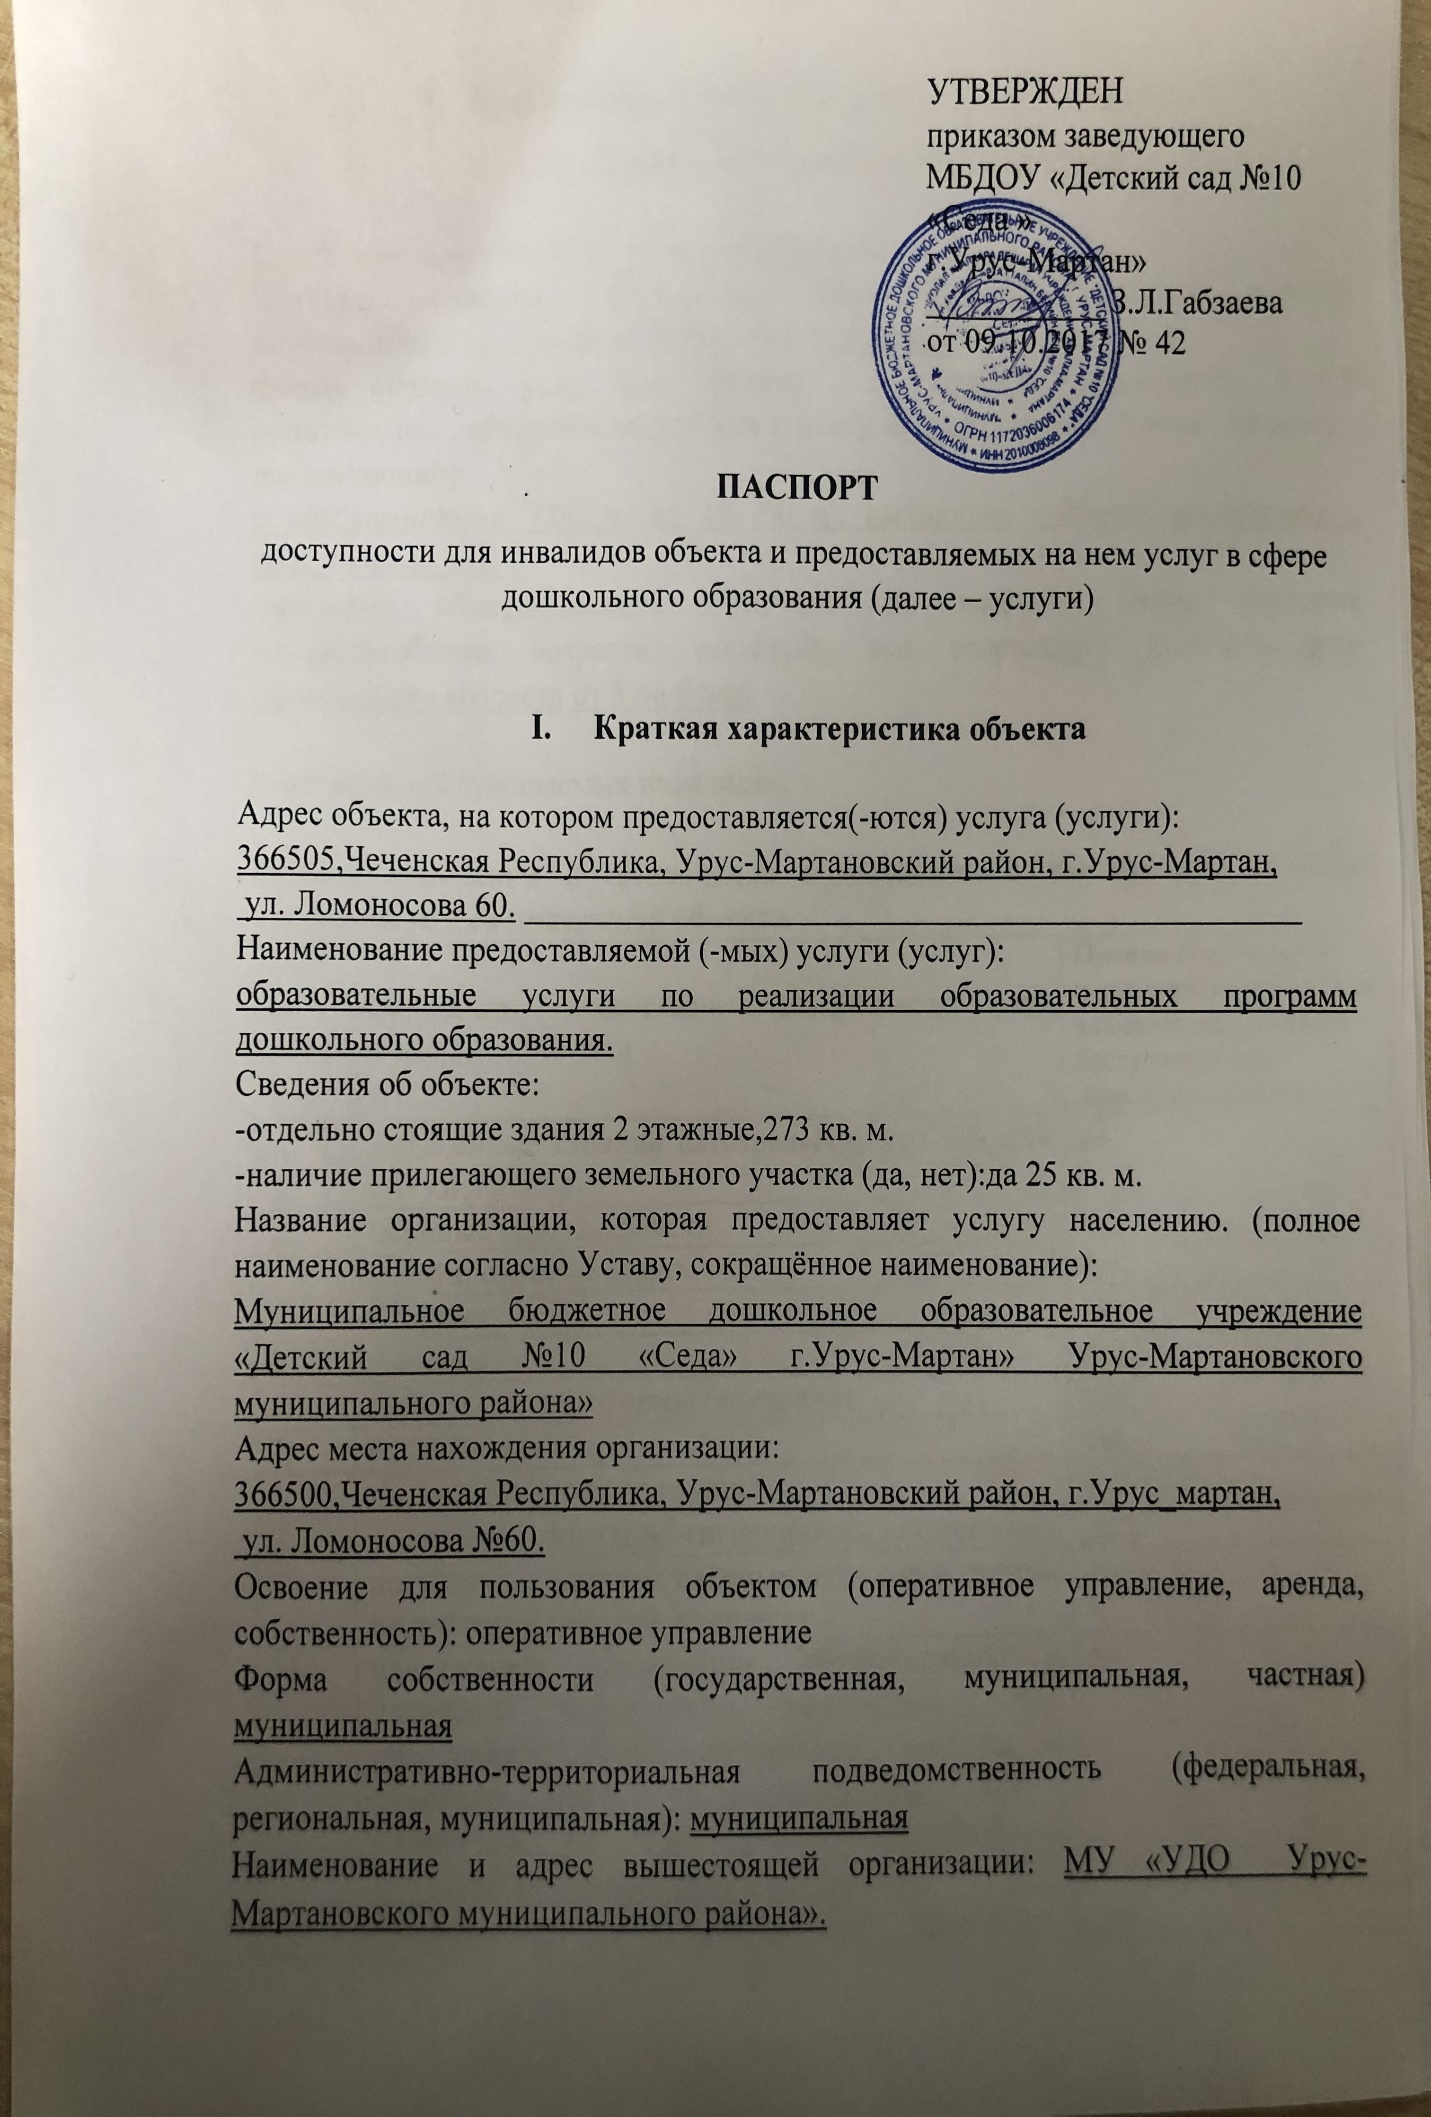 УТВЕРЖДЕН
приказом заведующего
МБДОУ «Детский сад №10
«Седа»
г. Урус-Мартан»
З.Л.Габзаева
от 09.10.2017 № 42
ОГРН 1172036006174
ИНН 2010008098
ПАСПОРТ
доступности для инвалидов объекта и предоставляемых на нем услуг в сфере
дошкольного образования (далее – услуги)
I. Краткая характеристика объекта
Адрес объекта, на котором предоставляется(-ются) услуга (услуги):
366505,Чеченская Республика, Урус-Мартановский район, г.Урус-Мартан,
ул. Ломоносова 60.
Наименование предоставляемой (-мых) услуги (услуг):
образовательные услуги по реализации образовательных программ
дошкольного образования.
Сведения об объекте:
-отдельно стоящие здания 2 этажные,273 кв. м.
-наличие прилегающего земельного участка (да, нет):да 25 кв. м.
Название организации, которая предоставляет услугу населению. (полное
наименование согласно Уставу, сокращённое наименование):
Муниципальное бюджетное дошкольное образовательное учреждение
«Детский сад №10 «Седа» г.Урус-Мартан» Урус-Мартановского
муниципального района»
Адрес места нахождения организации:
366500,Чеченская Республика, Урус-Мартановский район, г.Урус_мартан,
ул. Ломоносова №60.
Освоение для пользования объектом (оперативное управление, аренда,
собственность): оперативное управление
Форма собственности (государственная, муниципальная, частная)
муниципальная
Административно-территориальная подведомственность (федеральная,
региональная, муниципальная): муниципальная
Наименование и адрес вышестоящей организации: МУ «УДО Урус-
Мартановского муниципального района».